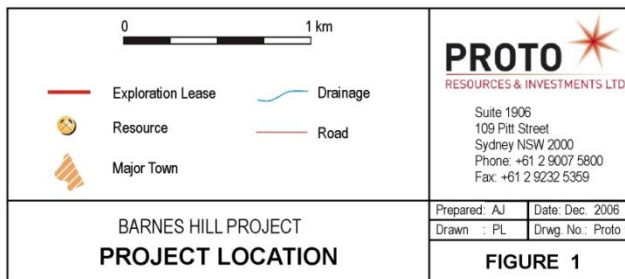 0 1 km
Exploration Lease
Drainage
Resource
Road
Major Town
BARNES HILL PROJECT
PROJECT LOCATION
PROTO
RESOURCES & INVESTMENTS LTD
Suite 1906
109 Pitt Street
Sydney NSW 2000
Phone: +61 2 9007 5800
Fax: +61 2 9232 5359
Prepared: AJ Date: Dec. 2006
Drawn : PL Drwg. No.: Proto
FIGURE 1